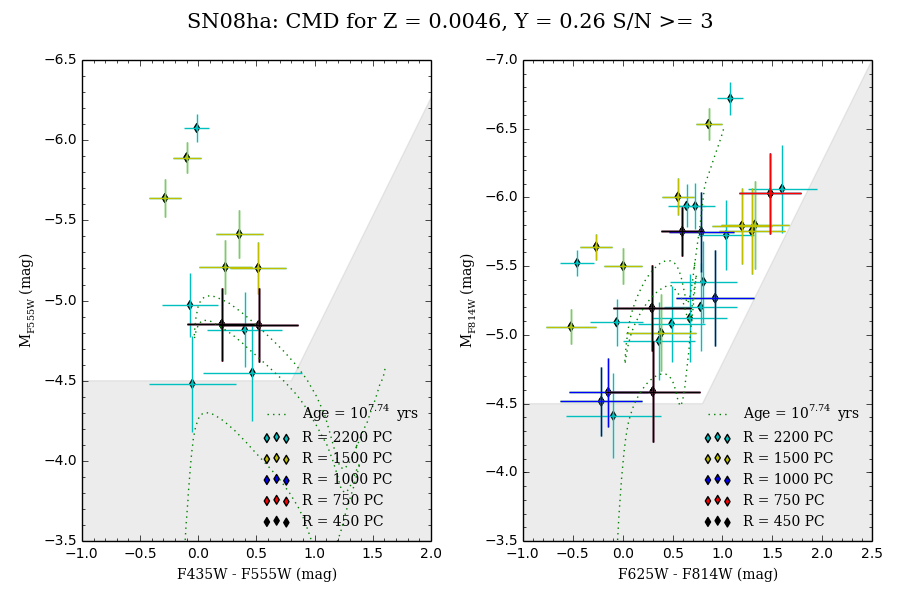 SN08ha: CMD for Z = 0.0046, Y = 0.26 S/N >= 3
−6.5
−6.0
−5.5
−5.0
−4.5
−4.0
−3.5
M_F555W (mag)
−1.0 −0.5 0.0 0.5 1.0 1.5 2.0
F435W - F555W (mag)
Age = 10^7.74 yrs
R = 2200 PC
R = 1500 PC
R = 1000 PC
R = 750 PC
R = 450 PC
−7.0
−6.5
−6.0
−5.5
−5.0
−4.5
−4.0
−3.5
M_F814W (mag)
−1.0 −0.5 0.0 0.5 1.0 1.5 2.0 2.5
F625W - F814W (mag)
Age = 10^7.74 yrs
R = 2200 PC
R = 1500 PC
R = 1000 PC
R = 750 PC
R = 450 PC